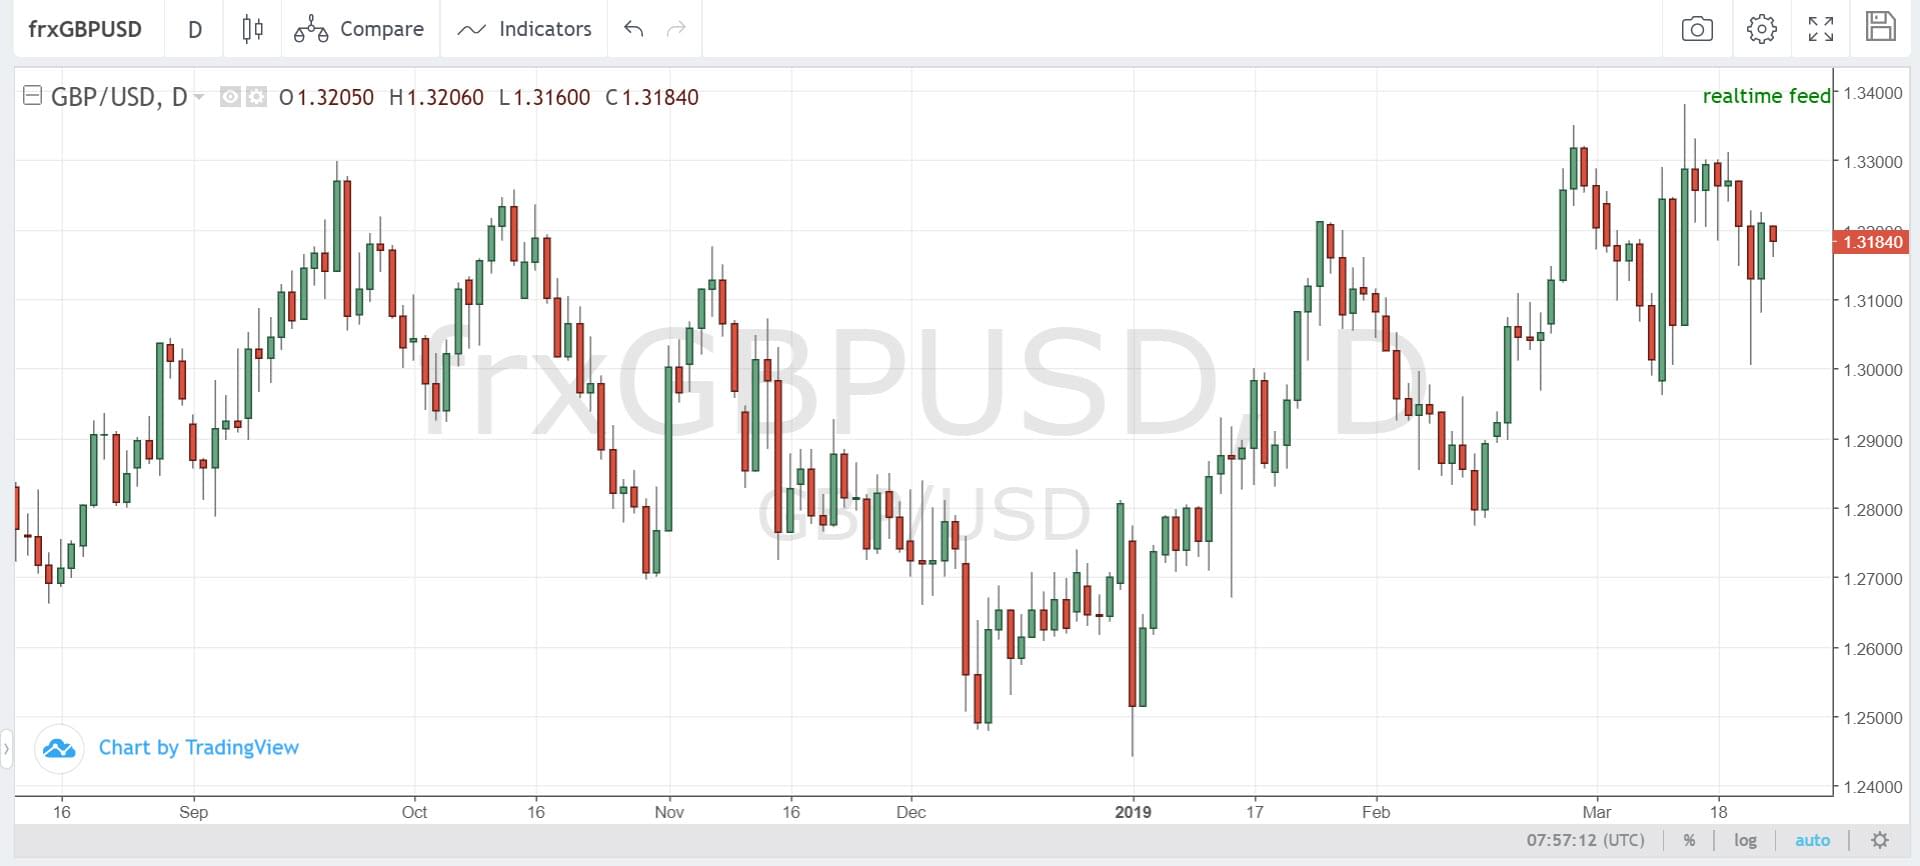 frxGBPUSD D Compare Indicators
GBP/USD, D O1.32050 H1.32060 L1.31600 C1.31840
realtime feed
1.34000
1.33000
1.31840
1.31000
1.30000
1.29000
1.28000
1.27000
1.26000
1.25000
1.24000
frxGBPUSD, D
GBP/USD
Chart by TradingView
16 Sep Oct 16 Nov 16 Dec 2019 17 Feb Mar 18
07:57:12 (UTC) % log auto